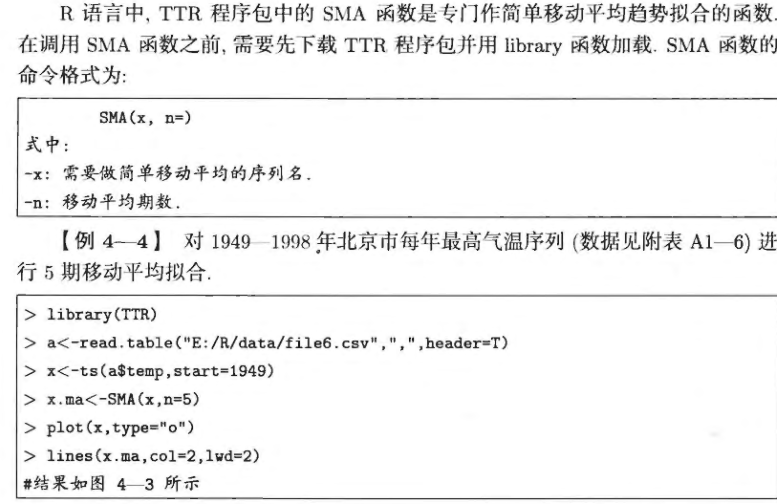 R 语言中, TTR 程序包中的 SMA 函数是专门作简单移动平均趋势拟合的函数.
在调用 SMA 函数之前, 需要先下载 TTR 程序包并用 library 函数加载. SMA 函数的
命令格式为:
SMA(x, n=)
式中:
-x: 需要做简单移动平均的序列名.
-n: 移动平均期数.
【例 4—4】 对 1949—1998 年北京市每年最高气温序列 (数据见附表 A1—6) 进
行 5 期移动平均拟合.
> library(TTR)
> a<-read.table("E:/R/data/file6.csv",",",header=T)
> x<-ts(a$temp,start=1949)
> x.ma<-SMA(x,n=5)
> plot(x,type="o")
> lines(x.ma,col=2,lwd=2)
#结果如图 4—3 所示